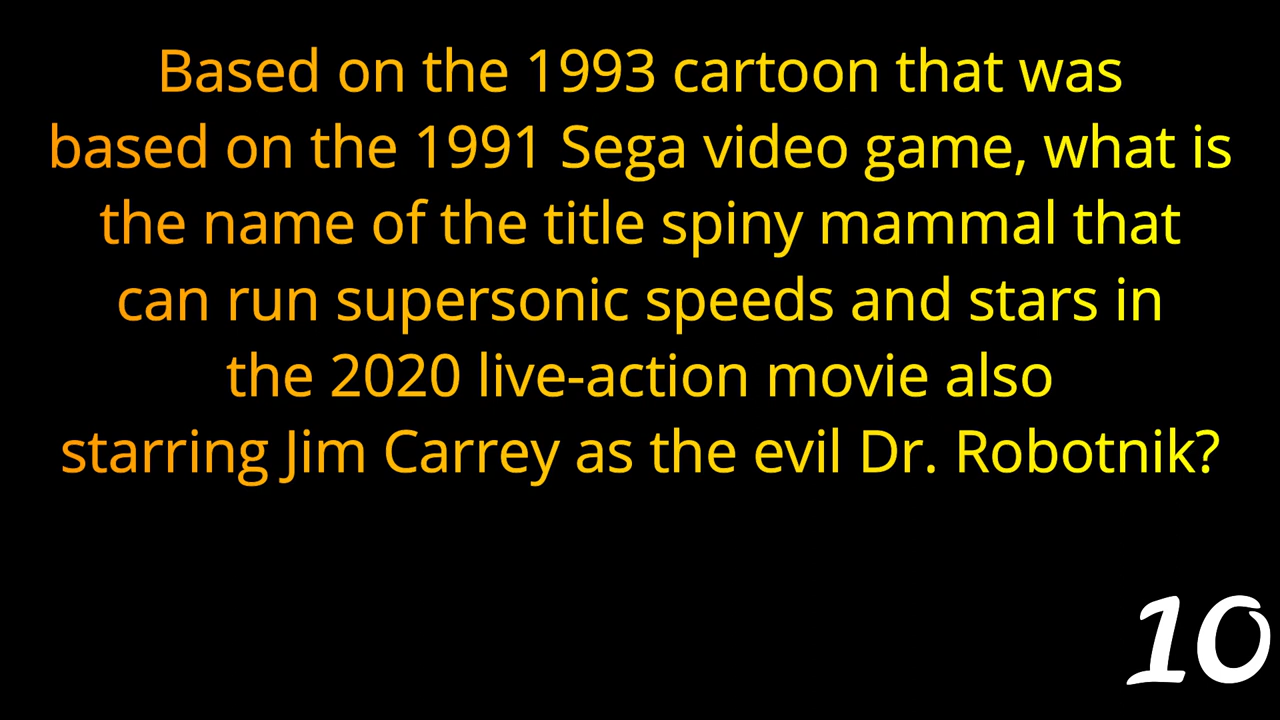 Based on the 1993 cartoon that was
based on the 1991 Sega video game, what is
the name of the title spiny mammal that
can run supersonic speeds and stars in
the 2020 live-action movie also
starring Jim Carrey as the evil Dr. Robotnik?
10